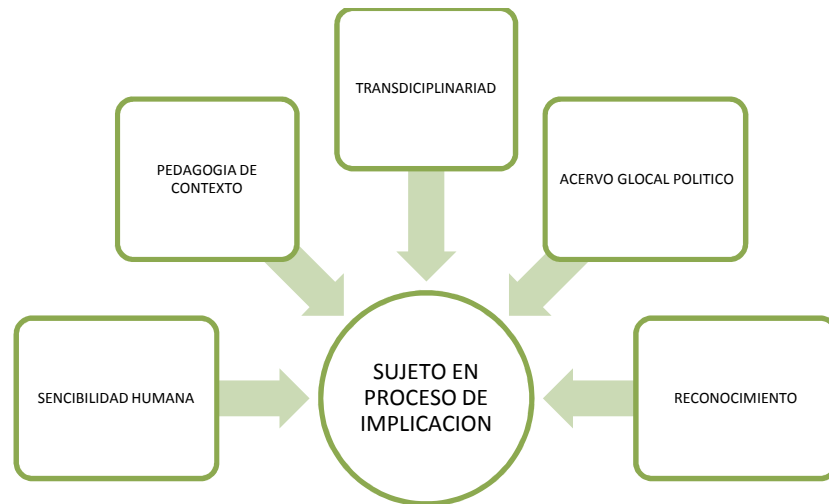 TRANSDICIPLINARIAD
PEDAGOGIA DE
CONTEXTO
ACERVO GLOCAL POLITICO
SENCIBILIDAD HUMANA
SUJETO EN
PROCESO DE
IMPLICACION
RECONOCIMIENTO